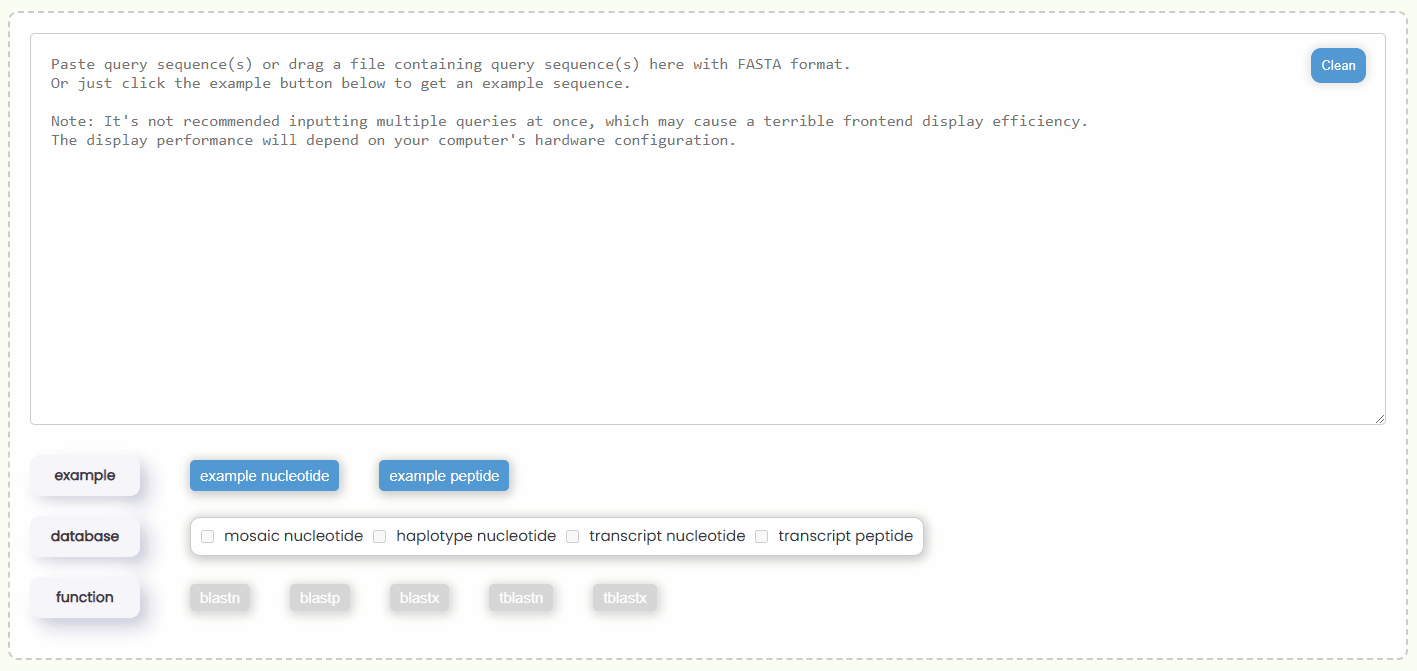 Paste query sequence(s) or drag a file containing query sequence(s) here with FASTA format.
Clean
Or just click the example button below to get an example sequence.
Note: It's not recommended inputting multiple queries at once, which may cause a terrible frontend display efficiency.
The display performance will depend on your computer's hardware configuration.
example example nucleotide example peptide
database mosaic nucleotide haplotype nucleotide transcript nucleotide transcript peptide
function blastn blastp blastx tblastn tblastx